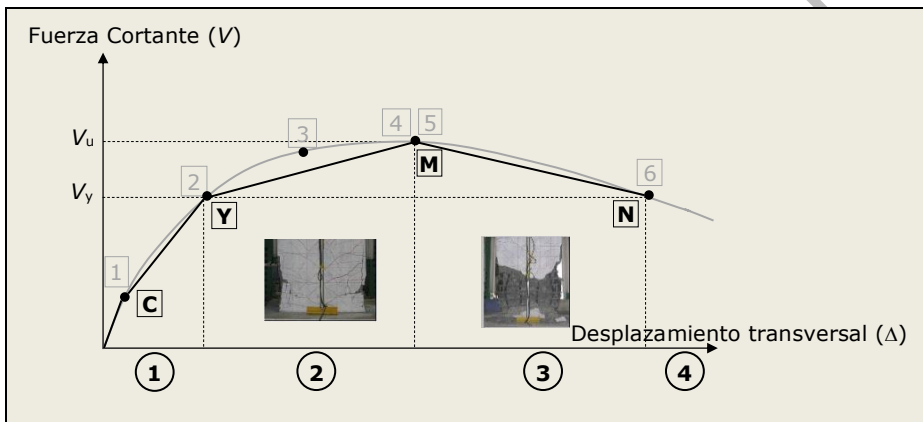 Fuerza Cortante (V)
4 5
3
Vu
M
6
2
Vy
Y
N
1
C
Desplazamiento transversal (Δ)
1 2 3 4